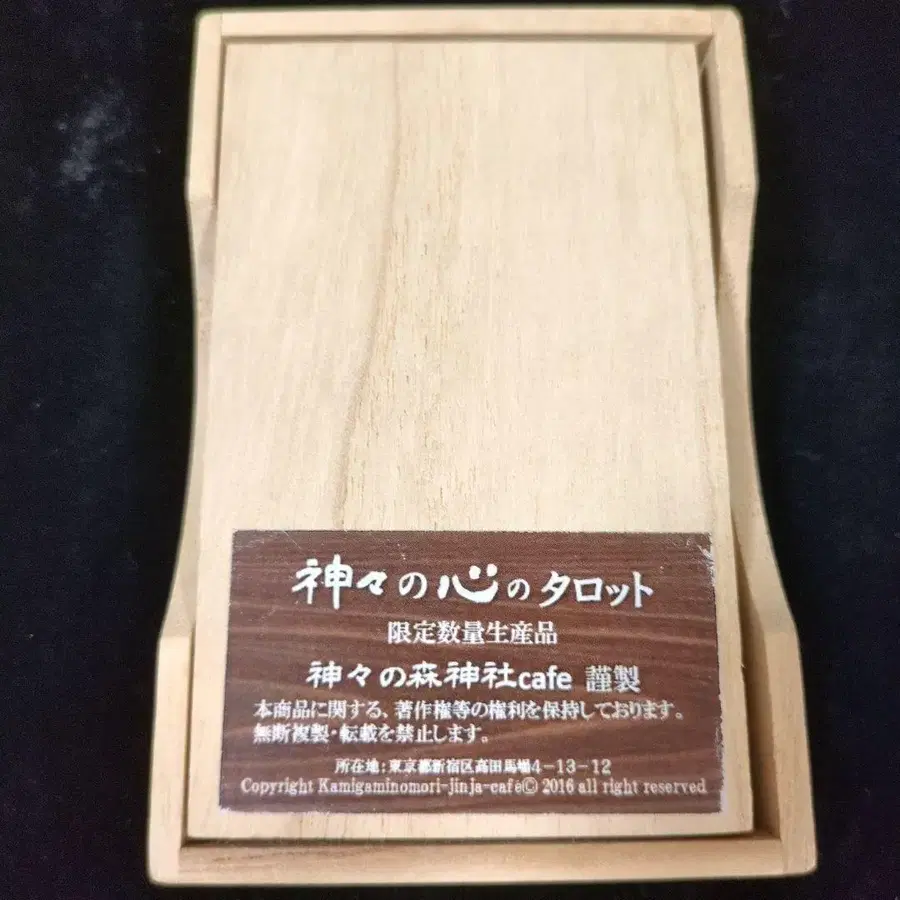 神々の心のタロット
限定数量生産品
神々の森神社cafe 謹製
本商品に関する、著作権等の権利を保持しております。
無断複製・転載を禁止します。
所在地:東京都新宿区高田馬場4-13-12
Copyright Kamigaminomori-jinja-cafe© 2016 all right reserved